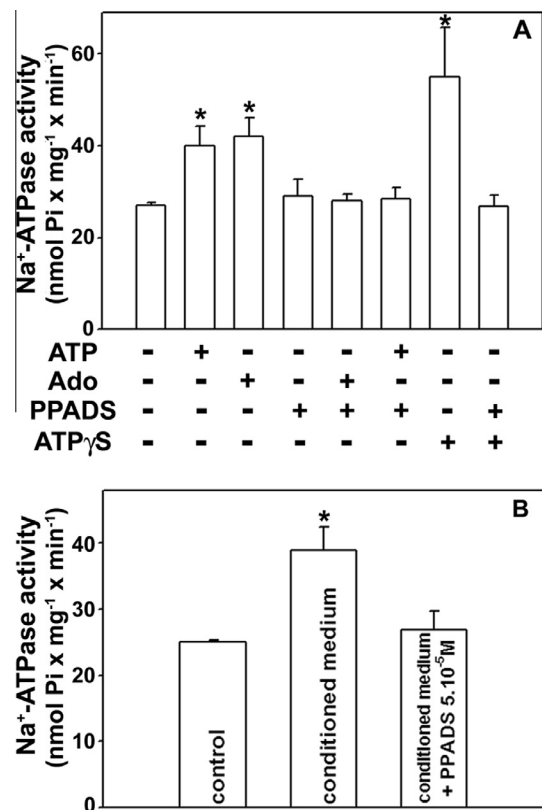 A
Na⁺-ATPase activity
(nmol Pi x mg⁻¹ x min⁻¹)
60
40
20
0
* * *
ATP - + - - - + - -
Ado - - + - + - - -
PPADS - - - + + + - +
ATPγS - - - - - - + +
B
Na⁺-ATPase activity
(nmol Pi x mg⁻¹ x min⁻¹)
40
30
20
10
0
*
control
conditioned medium
conditioned medium
+ PPADS 5.10⁻⁵M